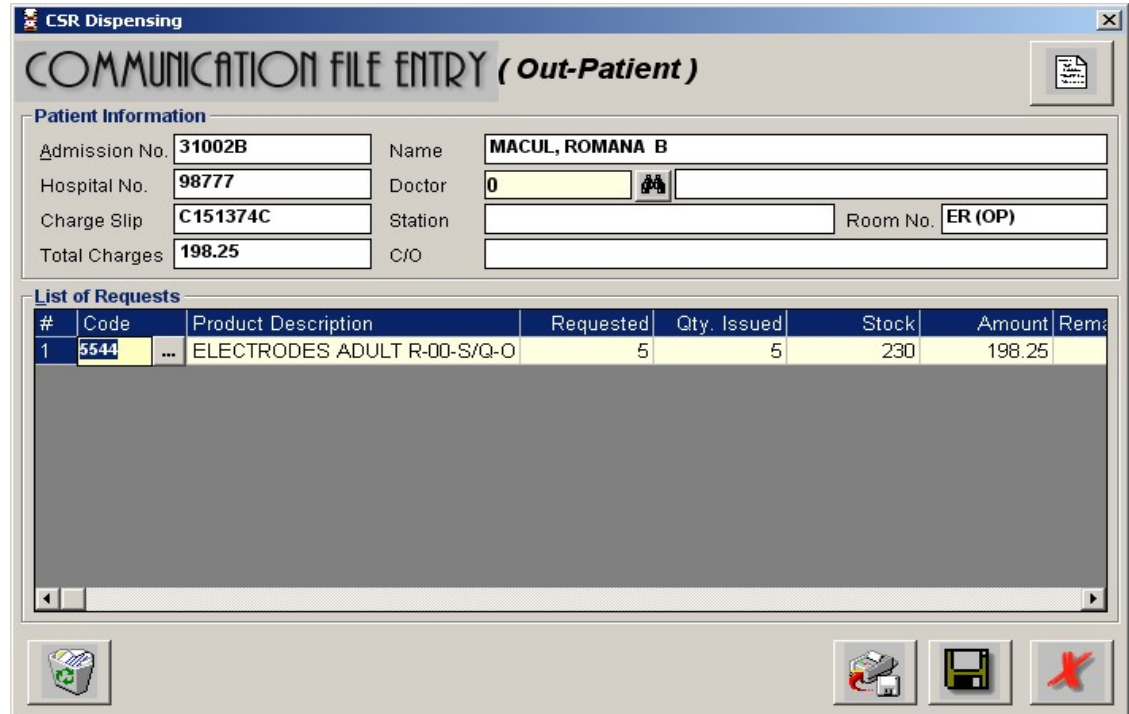 CSR Dispensing
COMMUNICATION FILE ENTRY ( Out-Patient )
Patient Information
Admission No. 31002B Name MACUL, ROMANA B
Hospital No. 98777 Doctor 0
Charge Slip C151374C Station Room No. ER (OP)
Total Charges 198.25 C/O
List of Requests
# Code Product Description Requested Qty. Issued Stock Amount Rema
1 5544 ... ELECTRODES ADULT R-00-S/Q-O 5 5 230 198.25